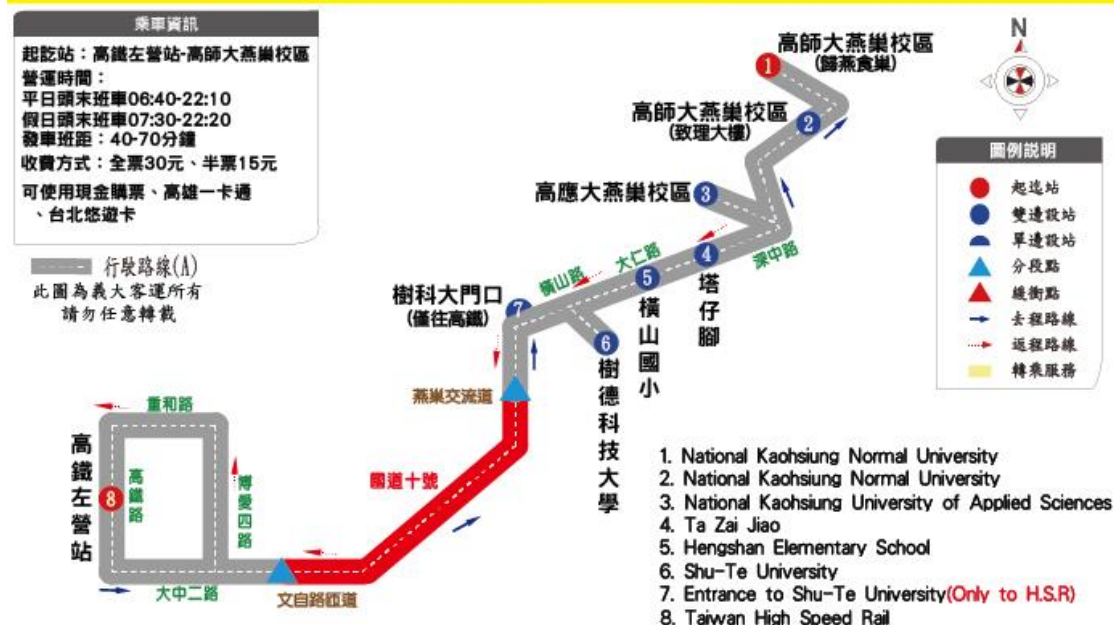 乘車資訊
起訖站：高鐵左營站-高師大燕巢校區
營運時間：
平日頭末班車06:40-22:10
假日頭末班車07:30-22:20
發車班距：40-70分鐘
收費方式：全票30元、半票15元
可使用現金購票、高雄一卡通
、台北悠遊卡
行駛路線(A)
此圖為義大客運所有
請勿任意轉載
N
圖例說明
起迄站
雙邊設站
單邊設站
分段點
緩衝點
去程路線
返程路線
轉乘服務
高師大燕巢校區
(歸燕食巢)
1
高師大燕巢校區
(致理大樓)
2
高應大燕巢校區
3
深中路
4
塔仔腳
大仁路
5
橫山國小
橫山路
6
樹德科技大學
樹科大門口
(僅往高鐵)
7
燕巢交流道
國道十號
文自路匝道
重和路
高鐵左營站
8
高鐵路
博愛四路
大中二路
1. National Kaohsiung Normal University
2. National Kaohsiung Normal University
3. National Kaohsiung University of Applied Sciences
4. Ta Zai Jiao
5. Hengshan Elementary School
6. Shu-Te University
7. Entrance to Shu-Te University(Only to H.S.R)
8. Taiwan High Speed Rail